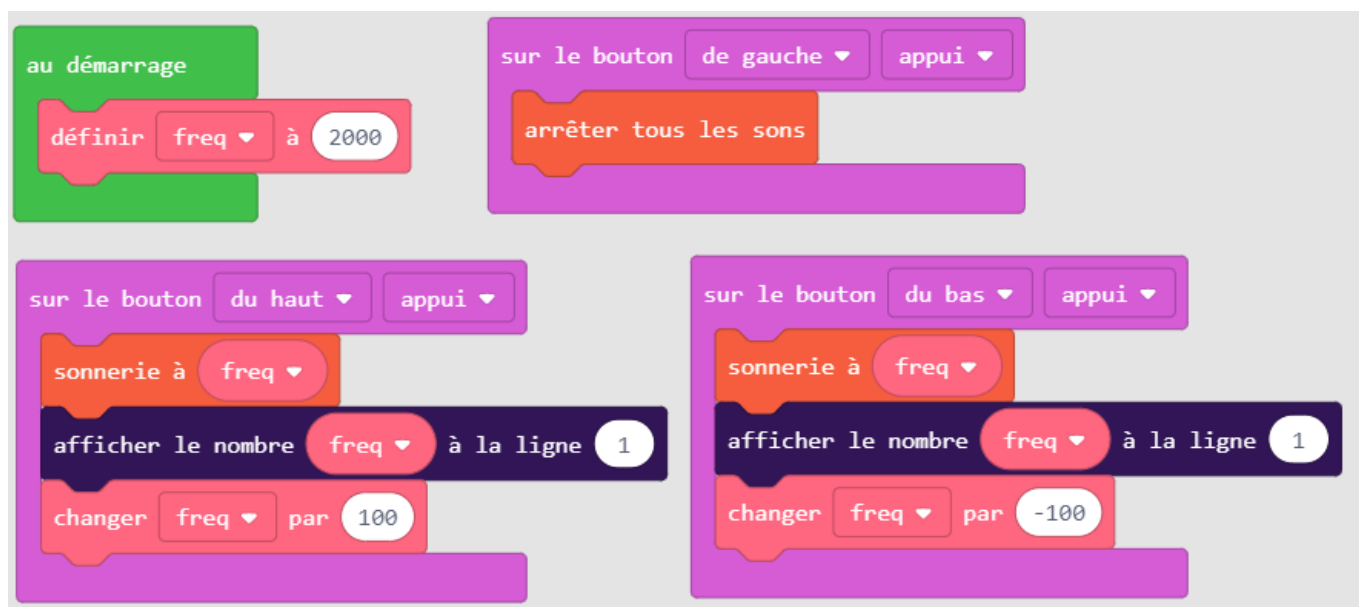 au démarrage
définir freq à 2000
sur le bouton de gauche appui
arrêter tous les sons
sur le bouton du haut appui
sonnerie à freq
afficher le nombre freq à la ligne 1
changer freq par 100
sur le bouton du bas appui
sonnerie à freq
afficher le nombre freq à la ligne 1
changer freq par -100